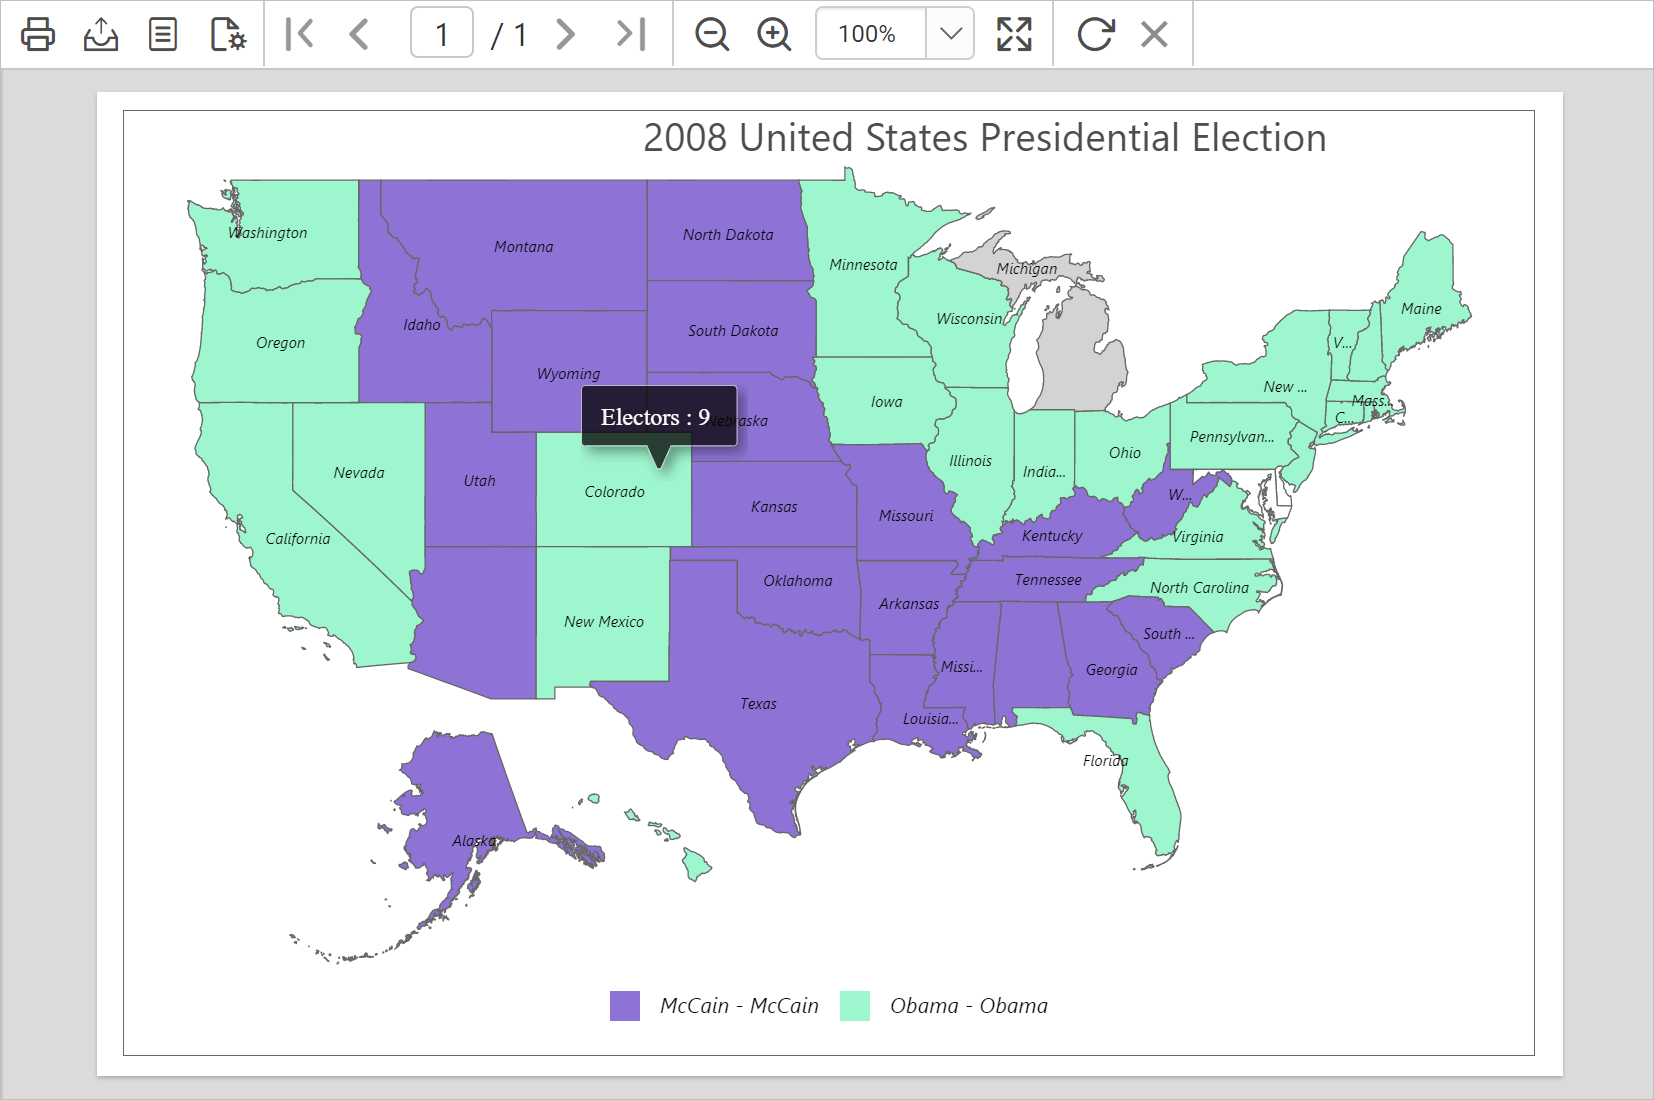 1 / 1 100%
2008 United States Presidential Election
Washington
Montana
North Dakota
Minnesota
Michigan
Maine
Idaho
South Dakota
Wisconsin
Oregon
V...
Wyoming
New ...
Iowa
Mass...
Electors : 9
Nebraska
C...
Pennsylvan...
Ohio
Illinois
India...
Nevada
Utah
Colorado
W...
Kansas
Missouri
Kentucky
Virginia
California
Oklahoma
Tennessee
North Carolina
Arkansas
New Mexico
South ...
Missi...
Georgia
Texas
Louisia...
Florida
Alaska
McCain - McCain Obama - Obama